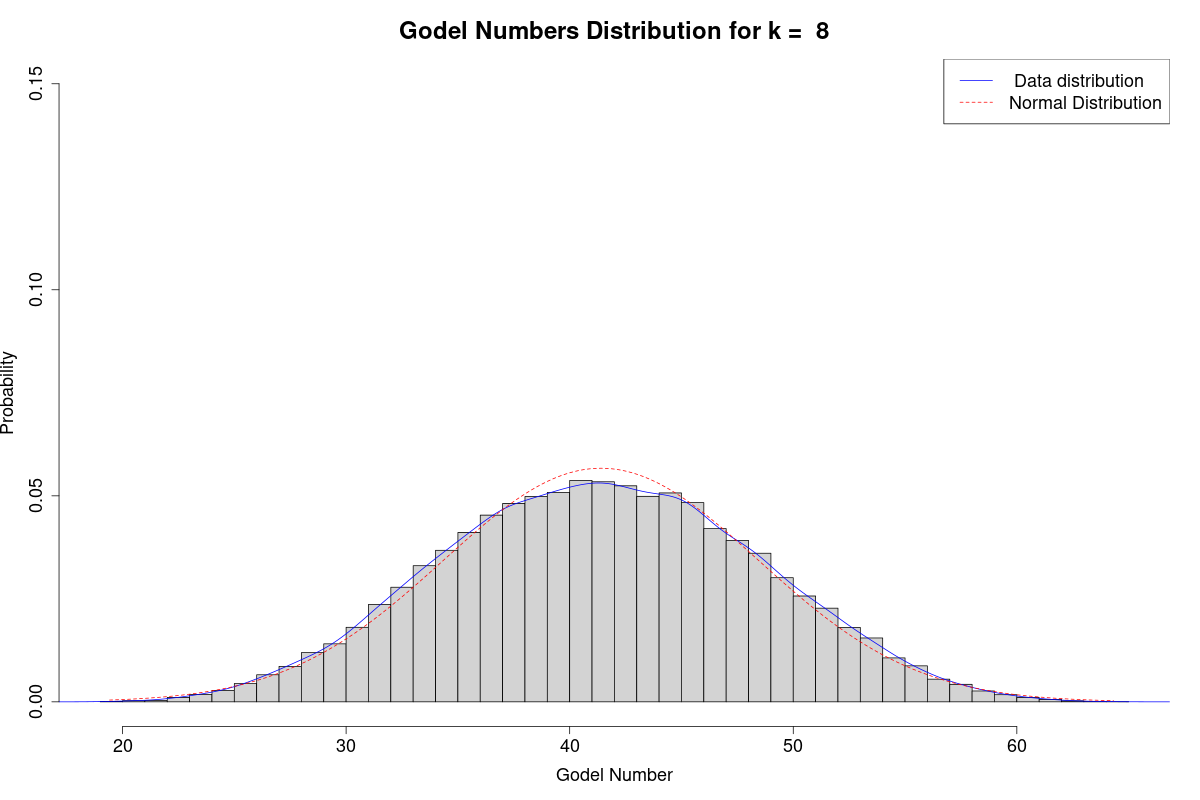 Godel Numbers Distribution for k =  8
Data distribution
Normal Distribution
0.15
0.10
0.05
0.00
Probability
20 30 40 50 60
Godel Number